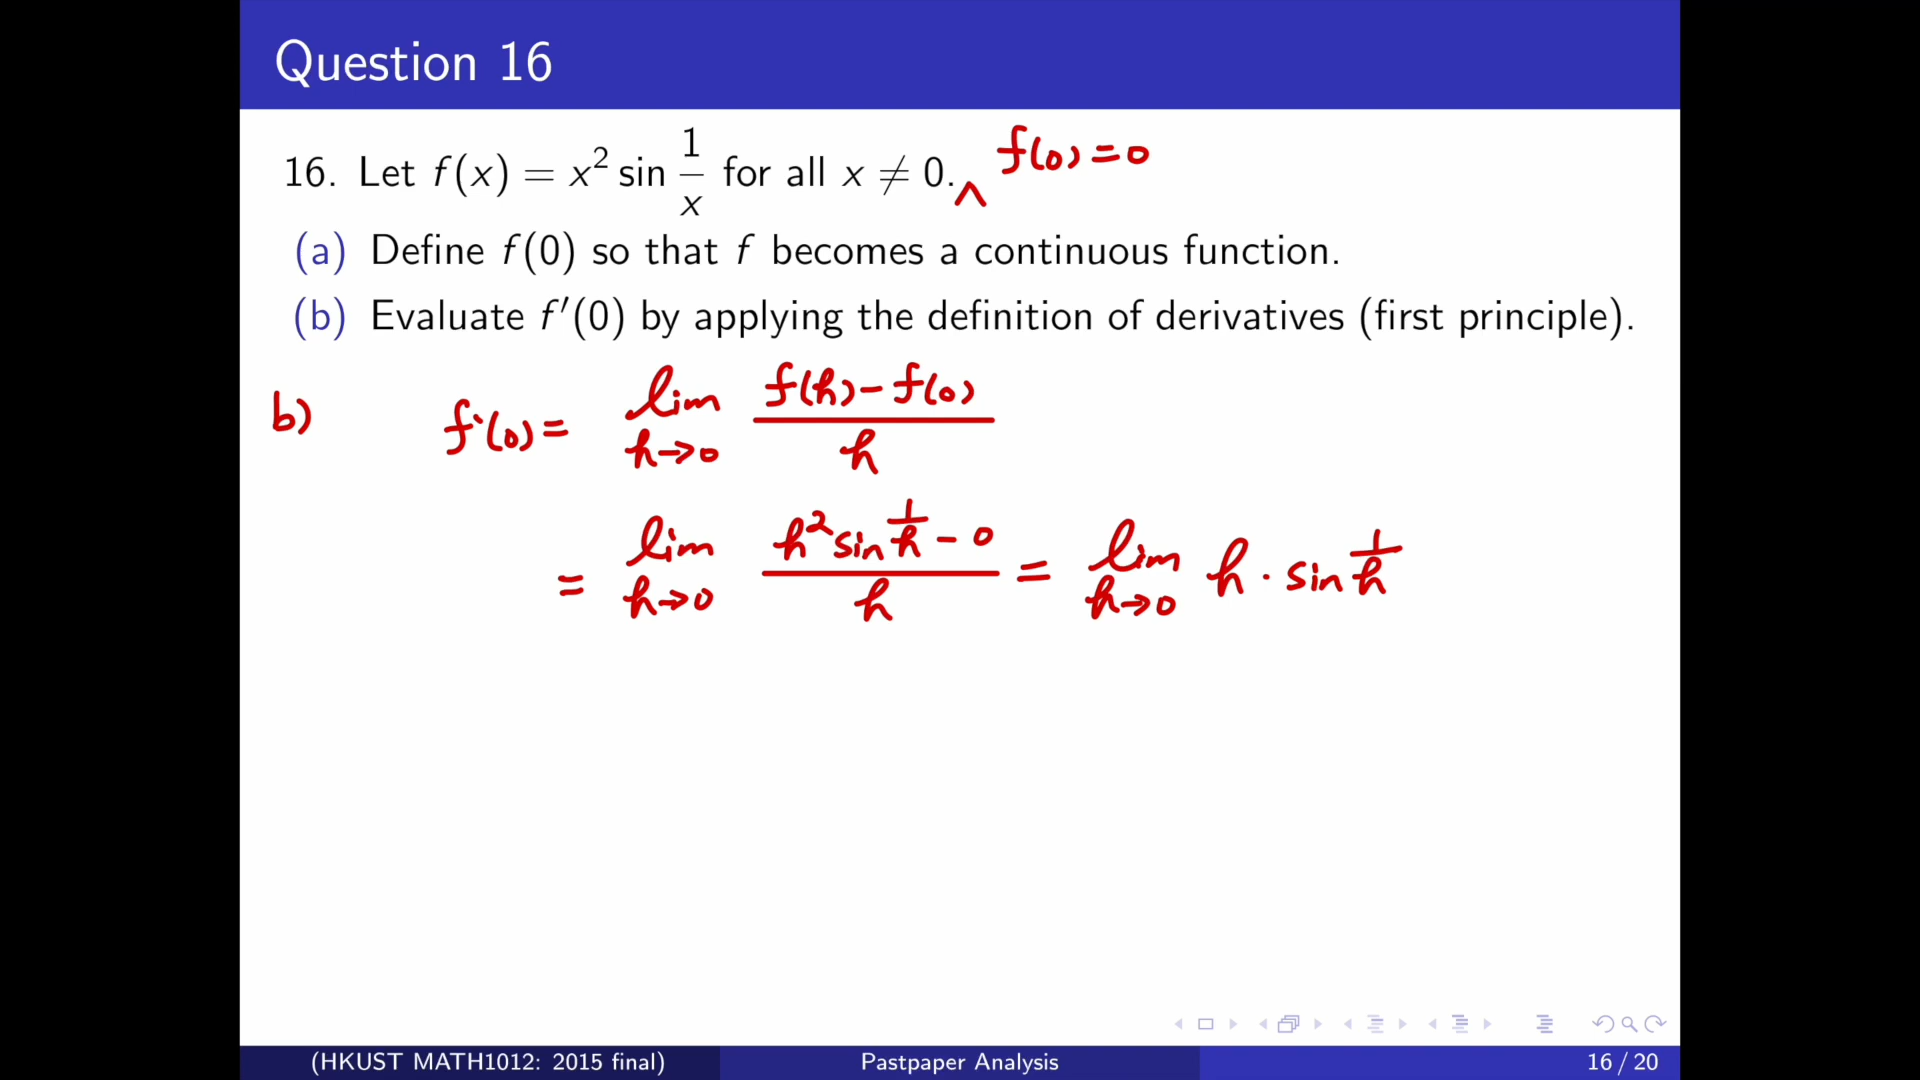 Question 16
16. Let f(x) = x² sin 1/x for all x ≠ 0. ^ f(0)=0
(a) Define f(0) so that f becomes a continuous function.
(b) Evaluate f′(0) by applying the definition of derivatives (first principle).
b) f'(0) = lim h→0 (f(h) − f(0))/h
= lim h→0 (h² sin 1/h − 0)/h = lim h→0 h · sin 1/h
(HKUST MATH1012: 2015 final) Pastpaper Analysis 16 / 20